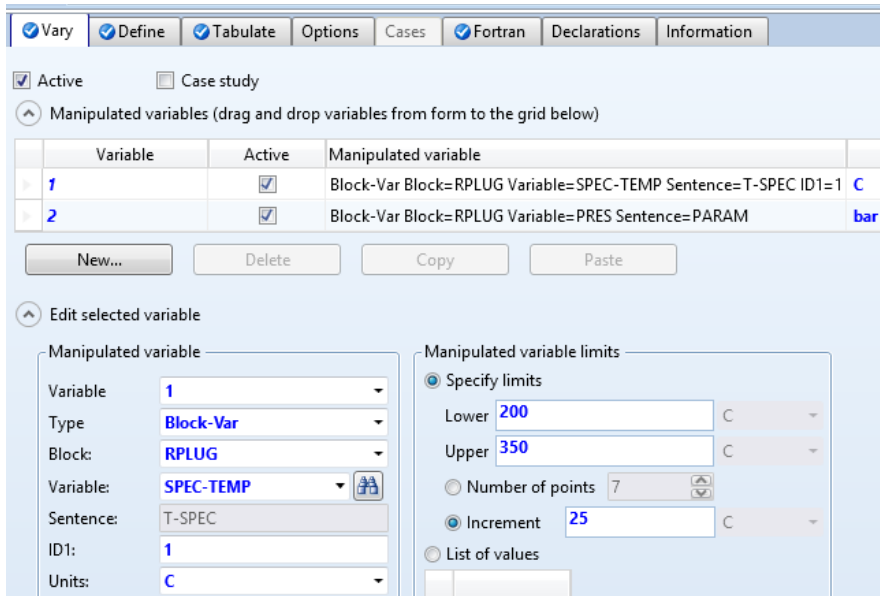 Vary Define Tabulate Options Cases Fortran Declarations Information
Active Case study
Manipulated variables (drag and drop variables from form to the grid below)
Variable Active Manipulated variable
1 Block-Var Block=RPLUG Variable=SPEC-TEMP Sentence=T-SPEC ID1=1 C
2 Block-Var Block=RPLUG Variable=PRES Sentence=PARAM bar
New... Delete Copy Paste
Edit selected variable
Manipulated variable
Variable 1
Type Block-Var
Block: RPLUG
Variable: SPEC-TEMP
Sentence: T-SPEC
ID1: 1
Units: C
Manipulated variable limits
Specify limits
Lower 200 C
Upper 350 C
Number of points 7
Increment 25 C
List of values